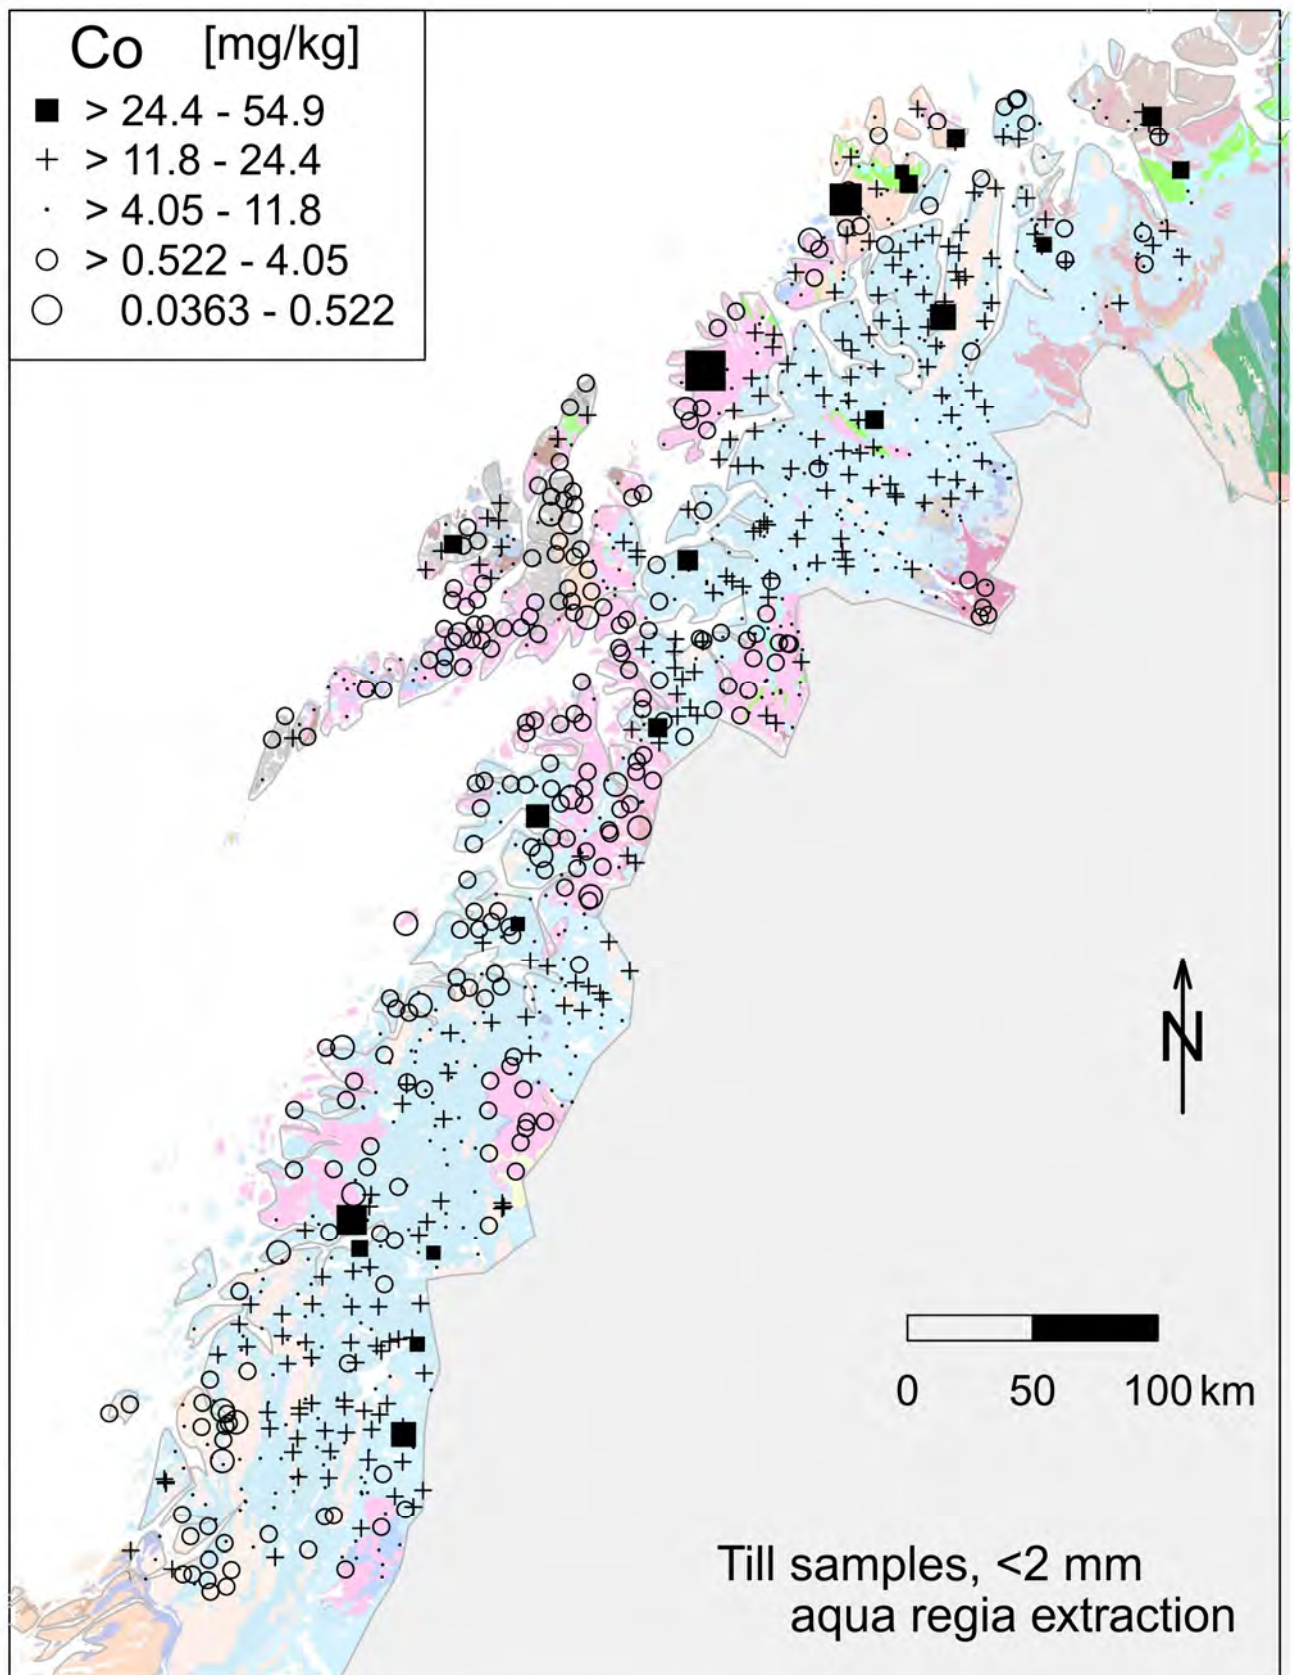 Co [mg/kg]
> 24.4 - 54.9
> 11.8 - 24.4
> 4.05 - 11.8
> 0.522 - 4.05
0.0363 - 0.522
N
0 50 100 km
Till samples, <2 mm
aqua regia extraction